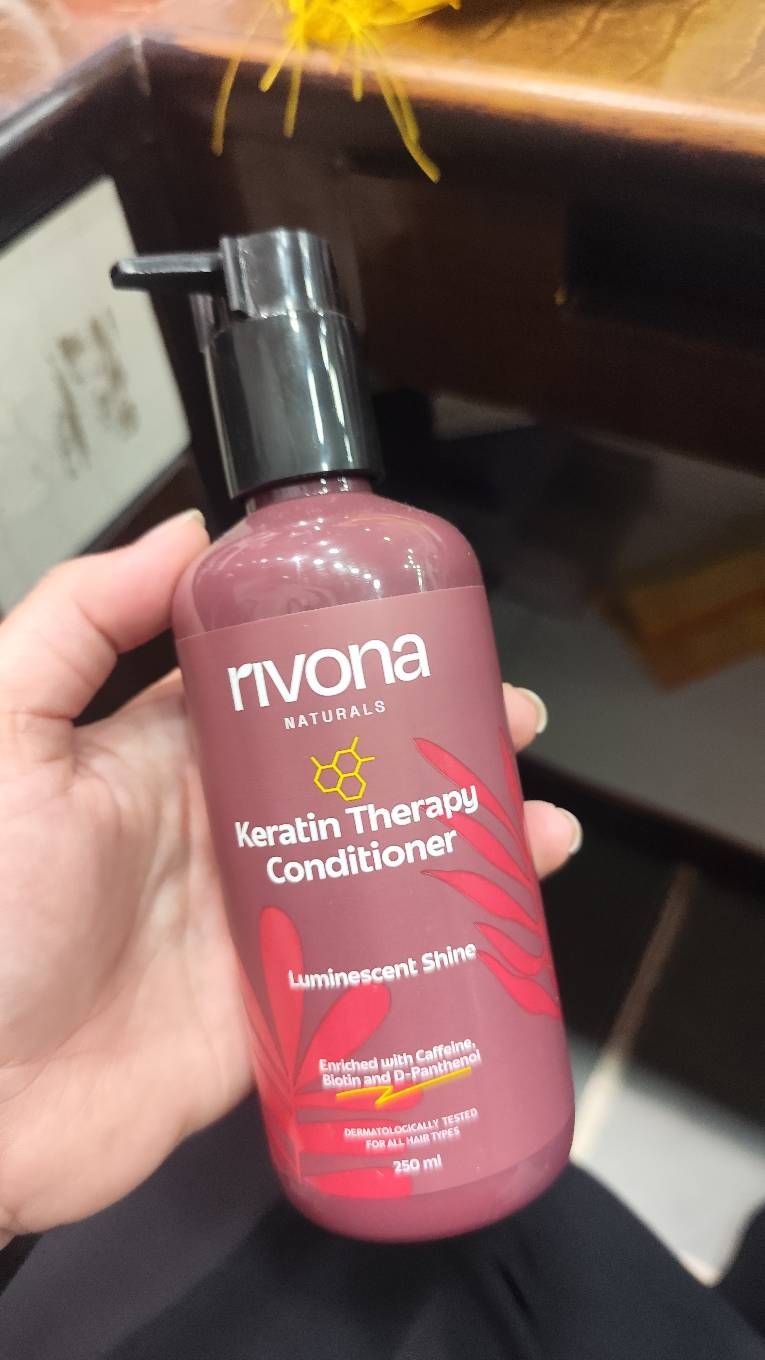 rivona
NATURALS
Keratin Therapy
Conditioner
Luminescent Shine
Enriched with Caffeine,
Biotin and D-Panthenol
DERMATOLOGICALLY TESTED
FOR ALL HAIR TYPES
250 ml